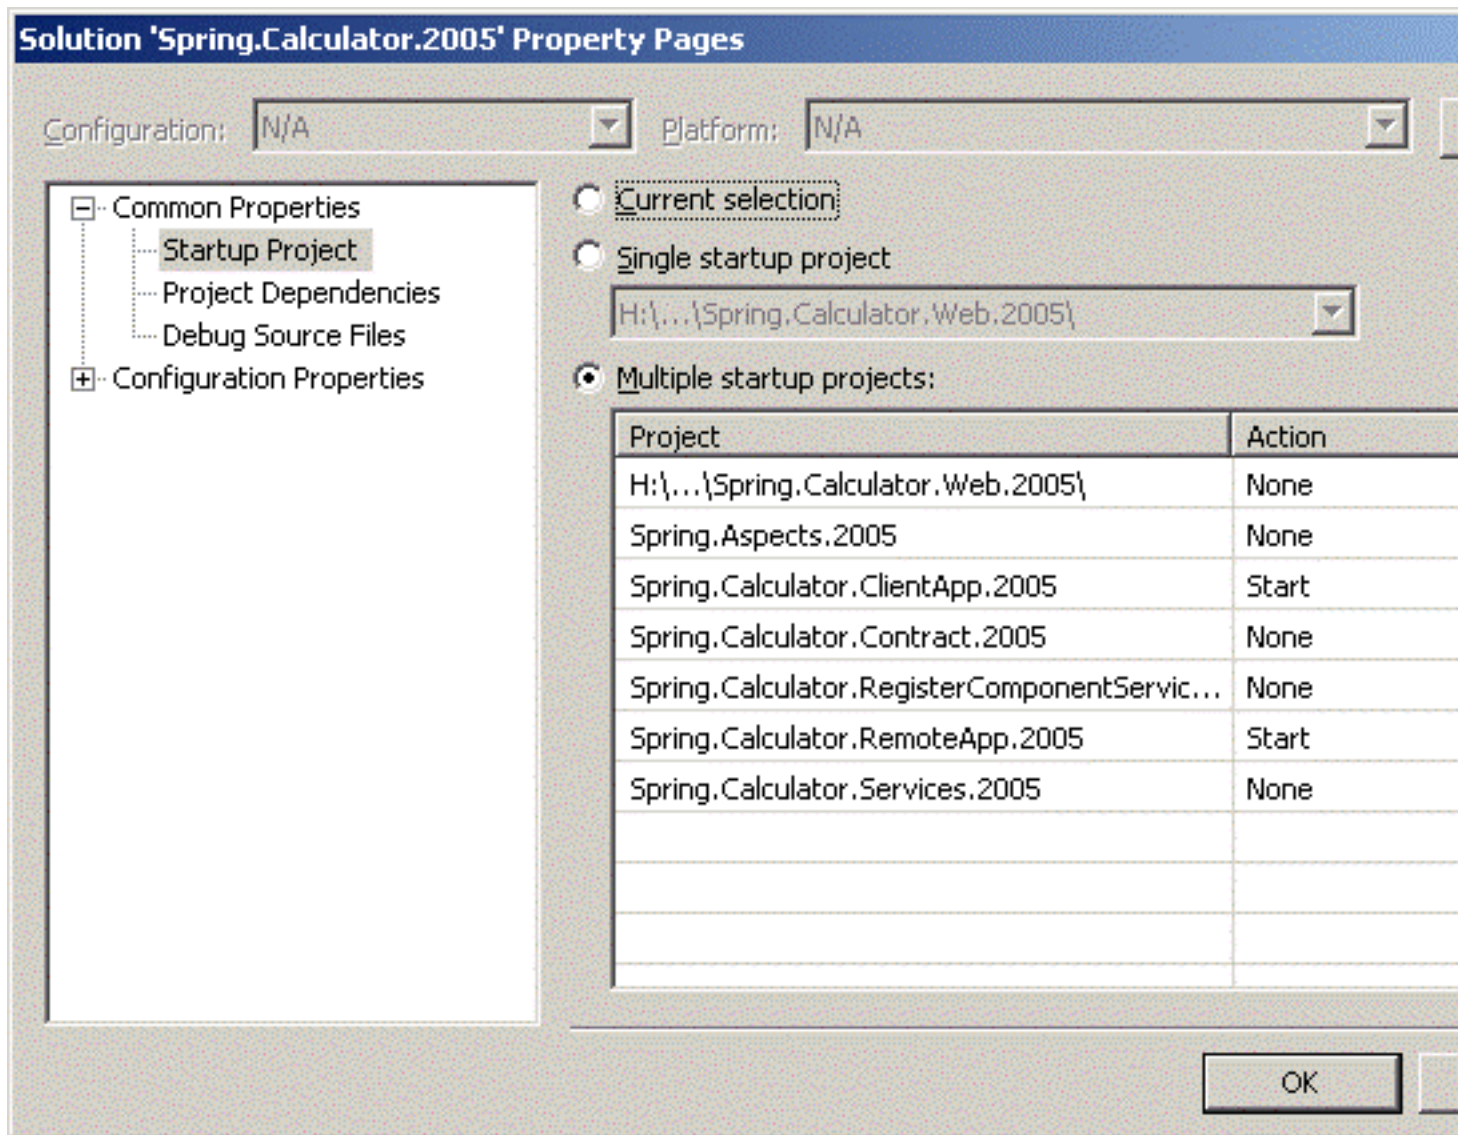 Solution 'Spring.Calculator.2005' Property Pages
Configuration: N/A Platform: N/A
Common Properties
Startup Project
Project Dependencies
Debug Source Files
Configuration Properties
Current selection
Single startup project
H:\...\Spring.Calculator.Web.2005\
Multiple startup projects:
Project Action
H:\...\Spring.Calculator.Web.2005\ None
Spring.Aspects.2005 None
Spring.Calculator.ClientApp.2005 Start
Spring.Calculator.Contract.2005 None
Spring.Calculator.RegisterComponentServic... None
Spring.Calculator.RemoteApp.2005 Start
Spring.Calculator.Services.2005 None
OK